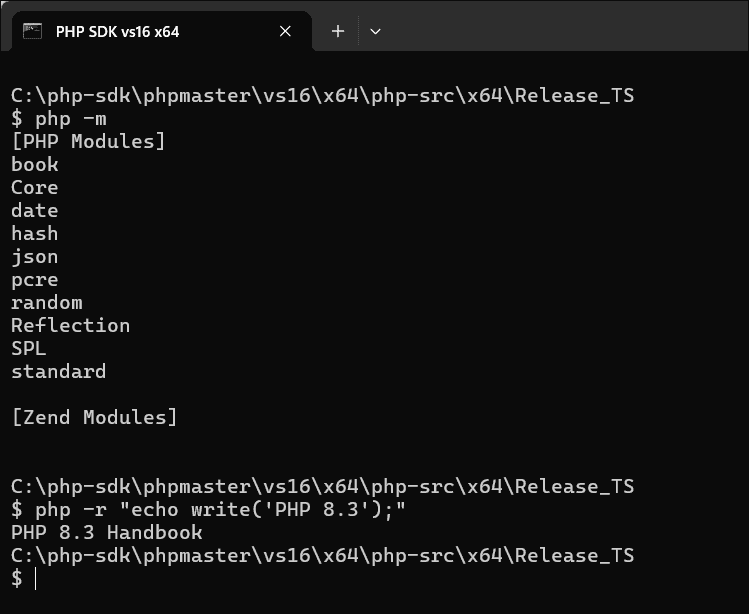 PHP SDK vs16 x64
C:\php-sdk\phpmaster\vs16\x64\php-src\x64\Release_TS
$ php -m
[PHP Modules]
book
Core
date
hash
json
pcre
random
Reflection
SPL
standard
[Zend Modules]
C:\php-sdk\phpmaster\vs16\x64\php-src\x64\Release_TS
$ php -r "echo write('PHP 8.3');"
PHP 8.3 Handbook
C:\php-sdk\phpmaster\vs16\x64\php-src\x64\Release_TS
$